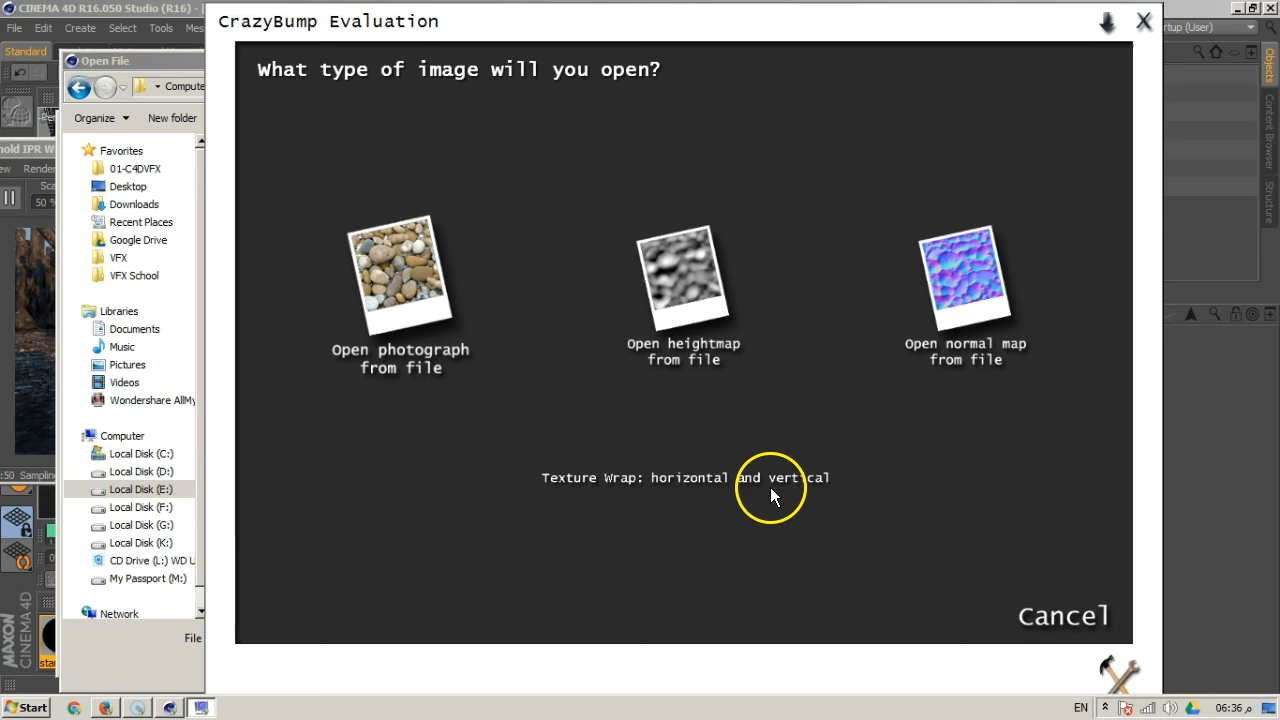 CINEMA 4D R16.050 Studio (R16)
CrazyBump Evaluation
X
File
Edit
Create
Select
Tools
Standard
Open File
What type of image will you open?
Compute
Organize
New folder
Favorites
01-C4DVFX
Desktop
Downloads
Recent Places
Google Drive
VFX
VFX School
Libraries
Documents
Music
Pictures
Videos
Wondershare AllMy
Computer
Local Disk (C:)
Local Disk (D:)
Local Disk (E:)
Local Disk (F:)
Local Disk (G:)
Local Disk (K:)
CD Drive (L:) WD U
My Passport (M:)
Network
File
50 %
Open photograph
from file
Open heightmap
from file
Open normal map
from file
Texture Wrap: horizontal and vertical
Cancel
(User)
Objects
Content Browser
Structure
MAXON
CINEMA 4D
Start
EN
06:36 م